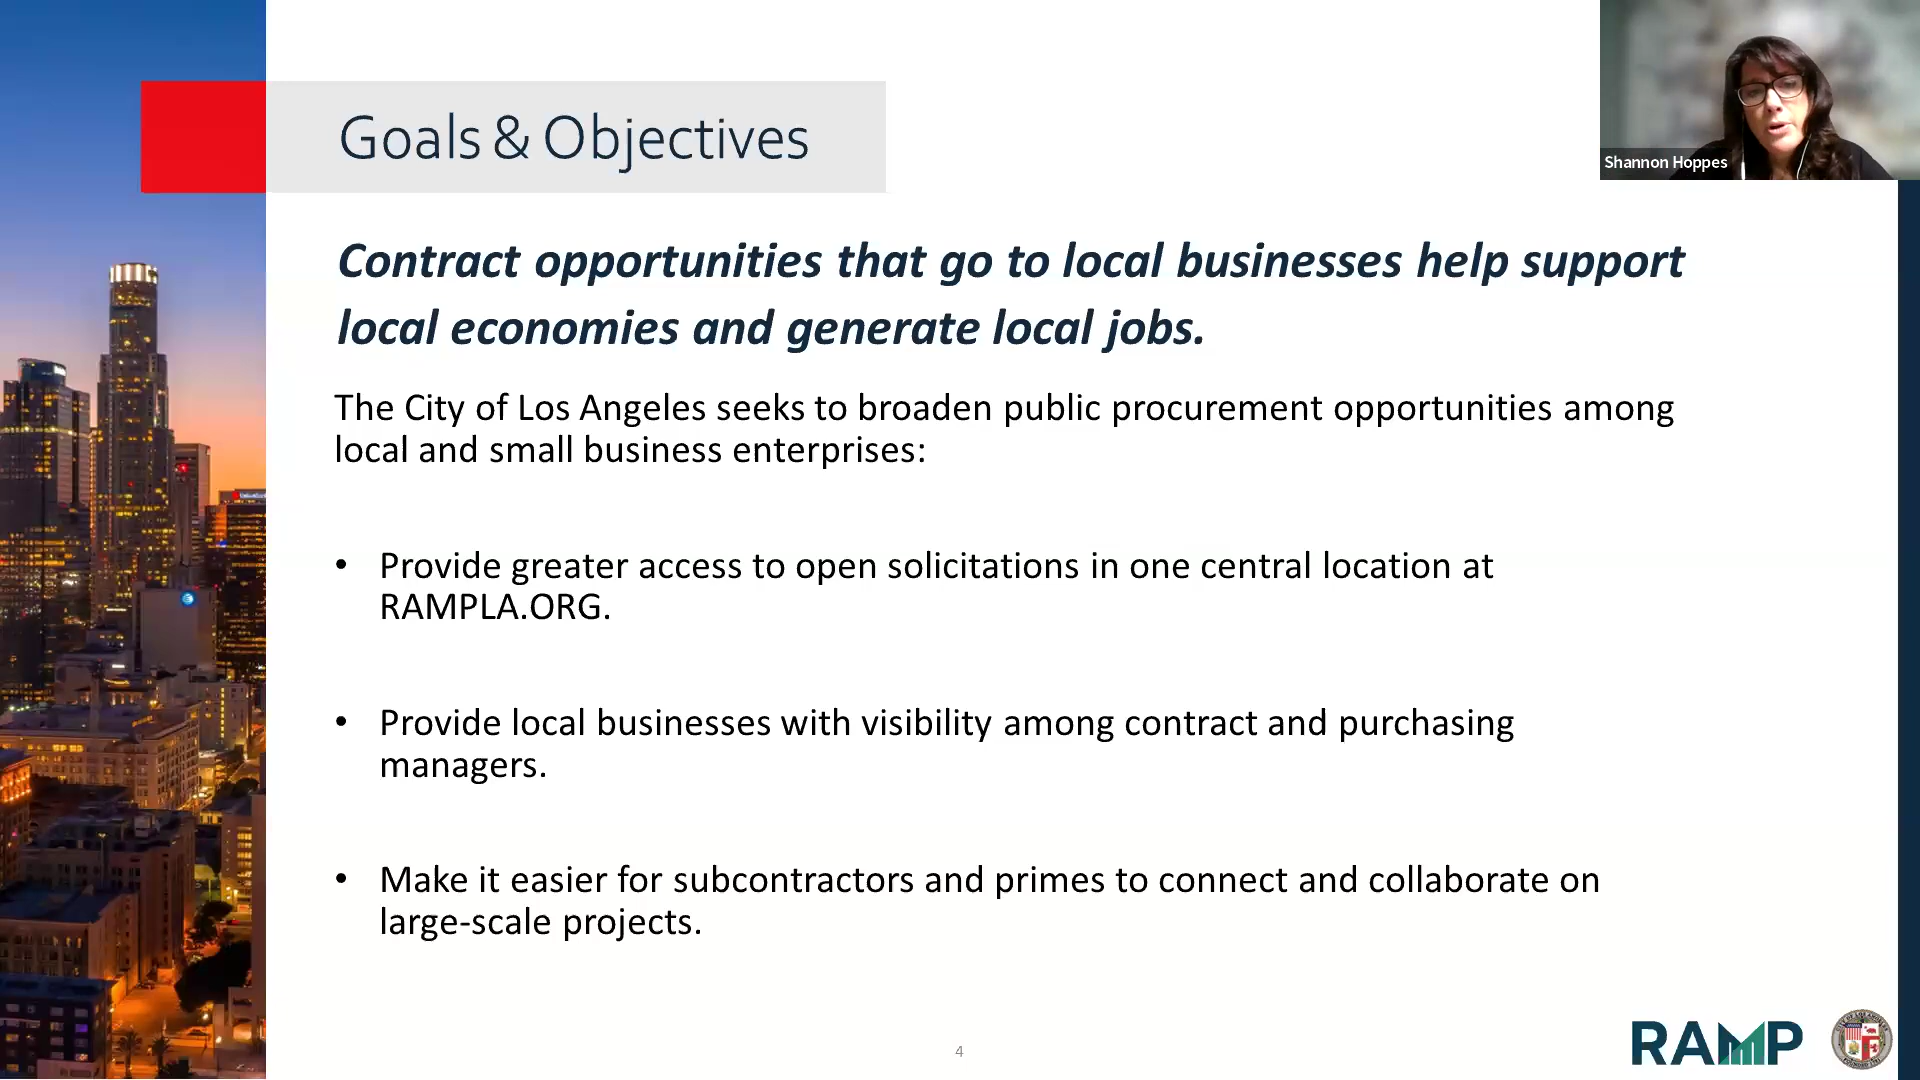 Goals & Objectives
Shannon Hoppes
Contract opportunities that go to local businesses help support
local economies and generate local jobs.
The City of Los Angeles seeks to broaden public procurement opportunities among
local and small business enterprises:
• Provide greater access to open solicitations in one central location at
RAMPLA.ORG.
• Provide local businesses with visibility among contract and purchasing
managers.
• Make it easier for subcontractors and primes to connect and collaborate on
large-scale projects.
4
RAMP